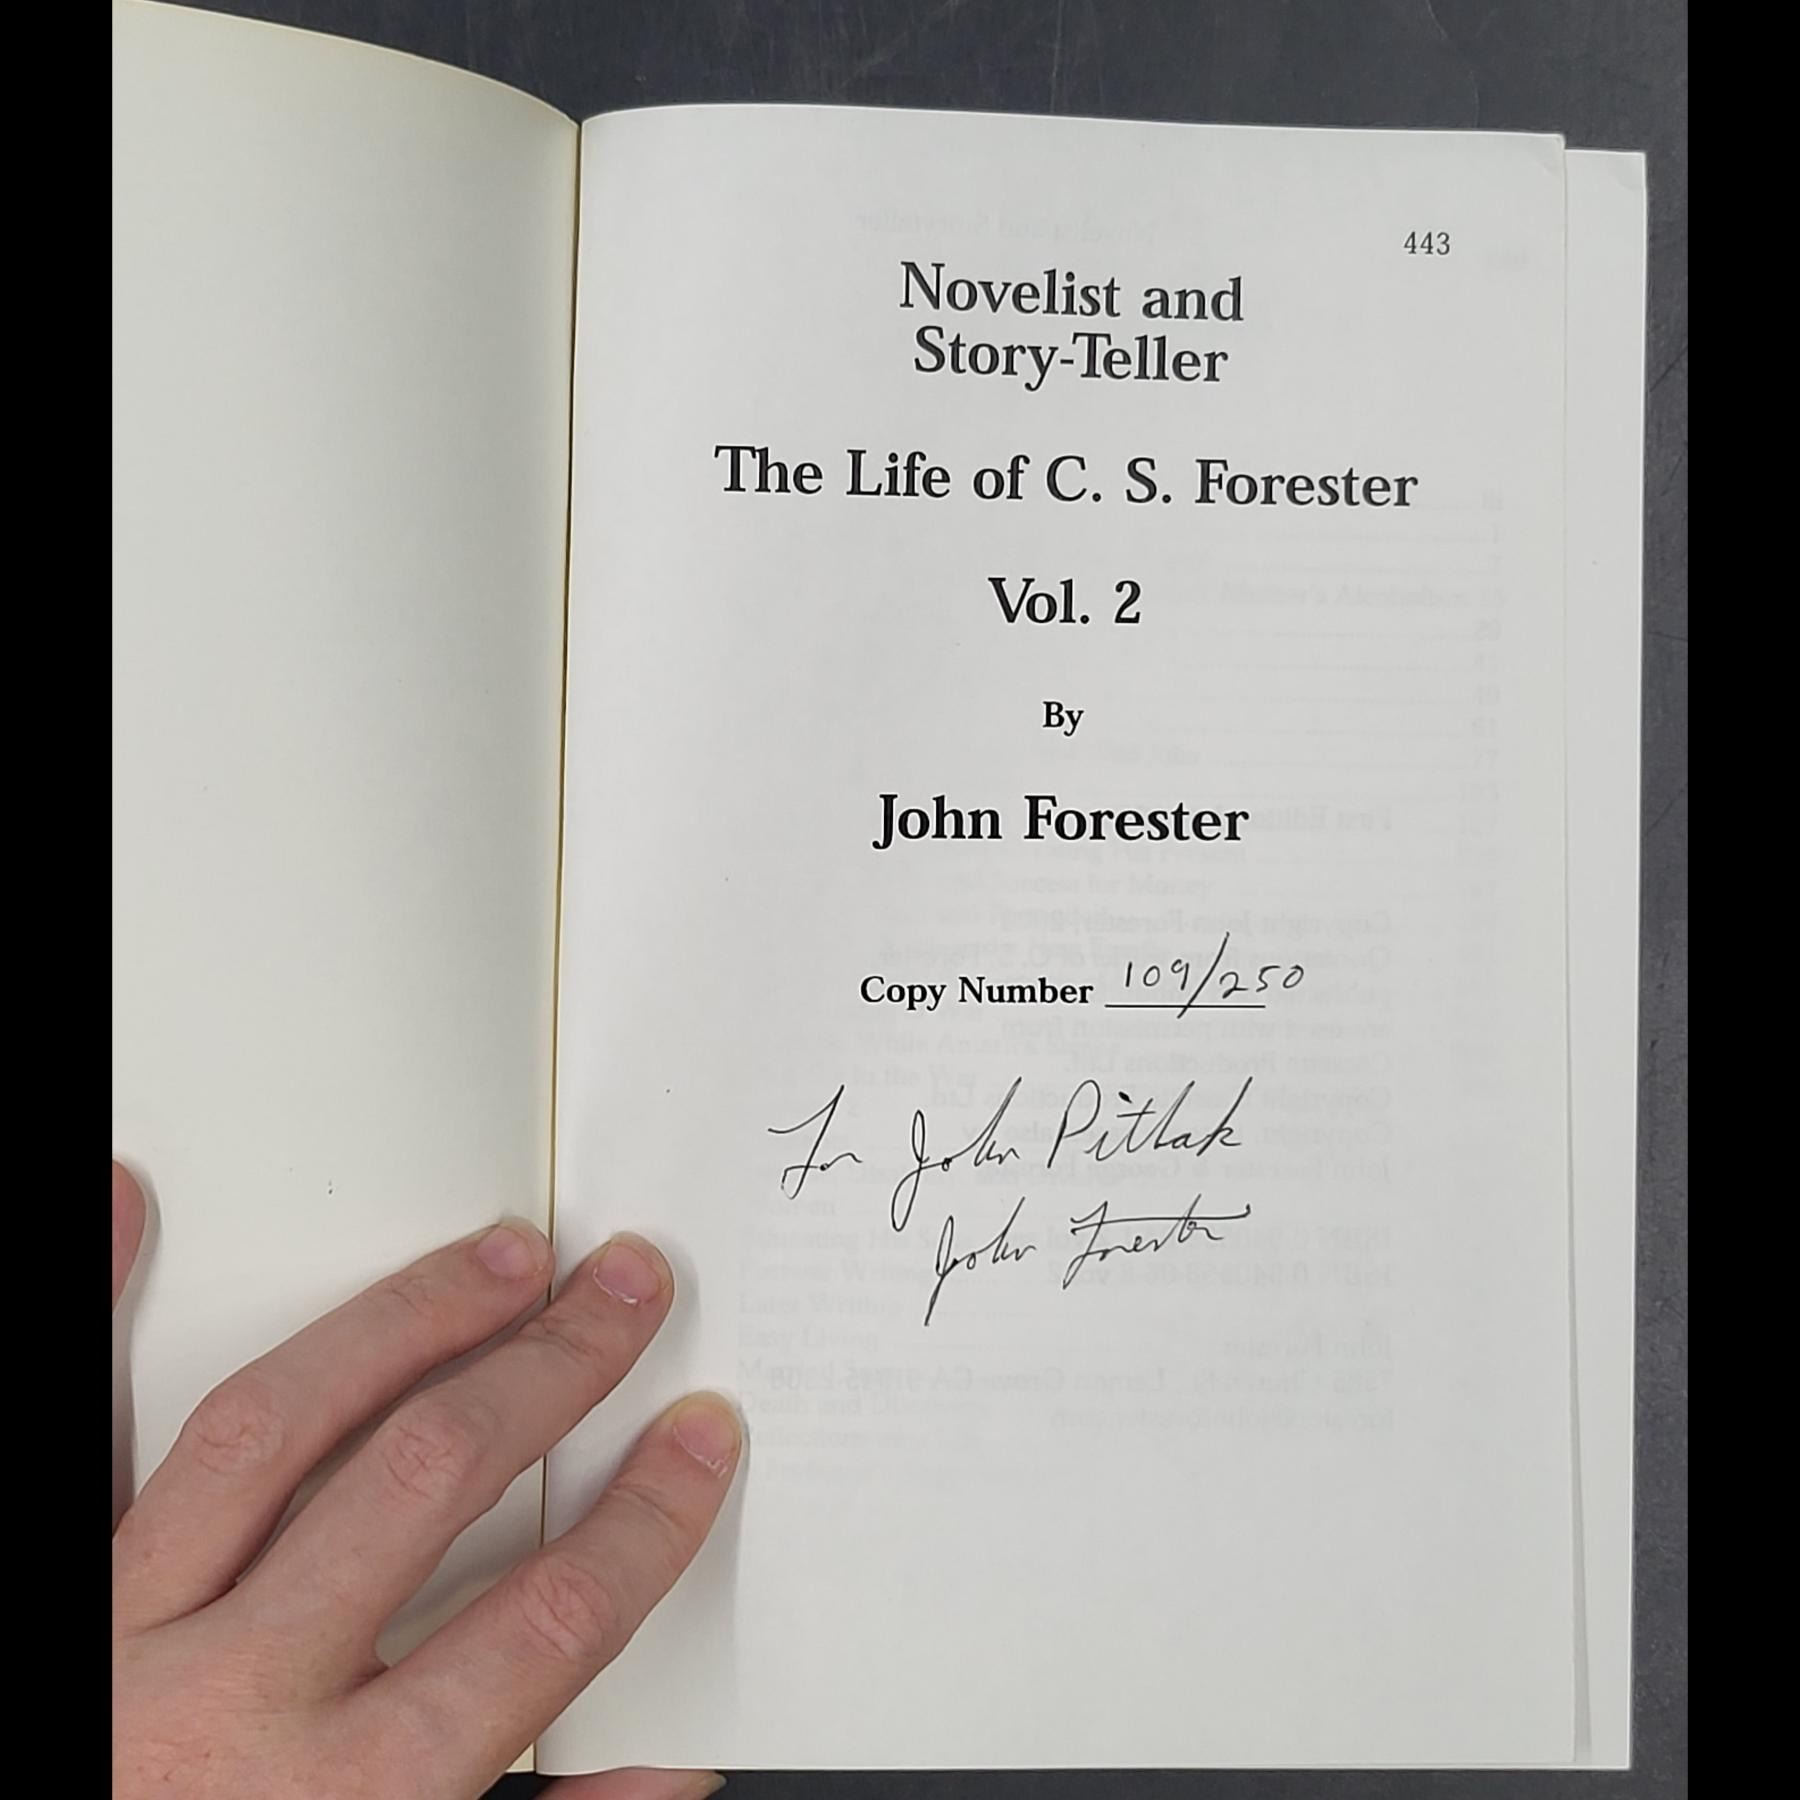 443
Novelist and
Story-Teller
The Life of C. S. Forester
Vol. 2
By
John Forester
Copy Number 109/250
For John Pitlak
John Forester